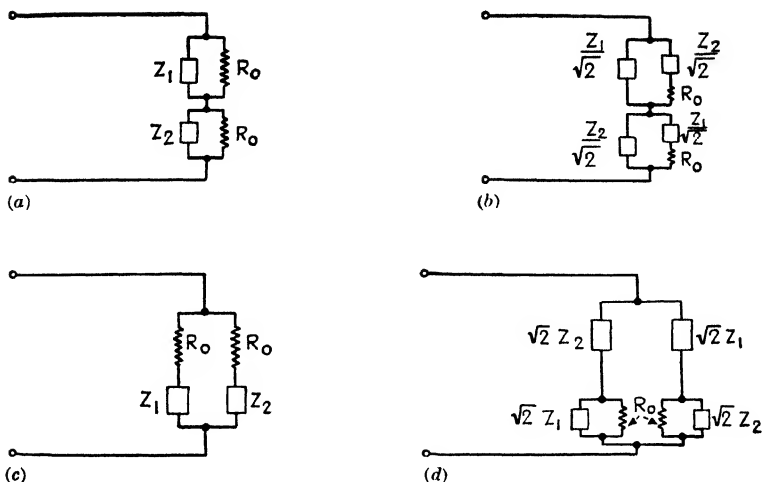 Z₁ R₀
Z₂ R₀
(a)
Z₁/√2 Z₂/√2
R₀
Z₂/√2 Z₁/√2
R₀
(b)
R₀ R₀
Z₁ Z₂
(c)
√2 Z₂ √2 Z₁
√2 Z₁ R₀ √2 Z₂
(d)